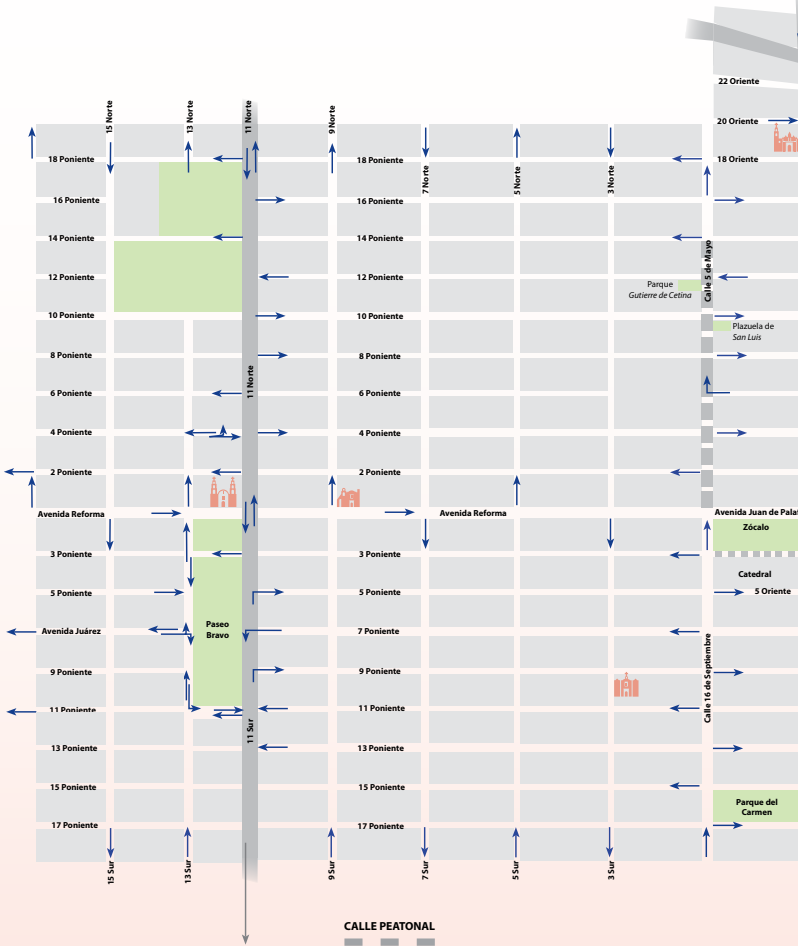 22 Oriente
20 Oriente
15 Norte
13 Norte
11 Norte
9 Norte
18 Poniente
18 Poniente
18 Oriente
7 Norte
5 Norte
3 Norte
16 Poniente
16 Poniente
14 Poniente
14 Poniente
Calle 5 de Mayo
12 Poniente
12 Poniente
Parque
Gutierre de Cetina
10 Poniente
10 Poniente
Plazuela de
San Luis
8 Poniente
8 Poniente
11 Norte
6 Poniente
6 Poniente
4 Poniente
4 Poniente
2 Poniente
2 Poniente
Avenida Reforma
Avenida Reforma
Avenida Juan de Palaf
Zócalo
3 Poniente
3 Poniente
Catedral
5 Poniente
5 Poniente
5 Oriente
Paseo
Bravo
Avenida Juárez
7 Poniente
Calle 16 de Septiembre
9 Poniente
9 Poniente
11 Poniente
11 Poniente
11 Sur
13 Poniente
13 Poniente
15 Poniente
15 Poniente
Parque del
Carmen
17 Poniente
17 Poniente
15 Sur
13 Sur
9 Sur
7 Sur
5 Sur
3 Sur
CALLE PEATONAL